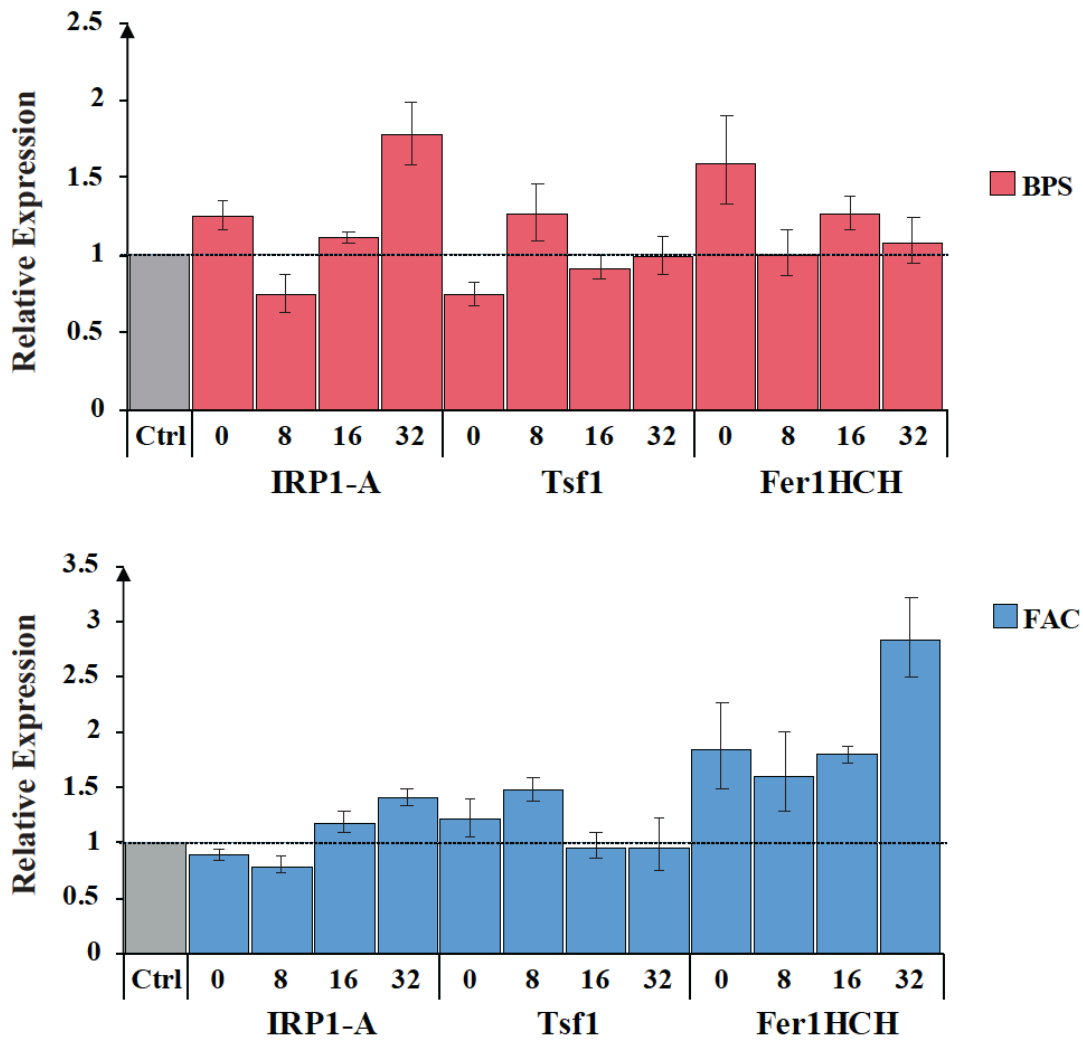 Relative Expression
2.5
2
1.5
1
0.5
0
Ctrl 0 8 16 32 0 8 16 32 0 8 16 32
IRP1-A Tsf1 Fer1HCH
BPS
Relative Expression
3.5
3
2.5
2
1.5
1
0.5
0
Ctrl 0 8 16 32 0 8 16 32 0 8 16 32
IRP1-A Tsf1 Fer1HCH
FAC